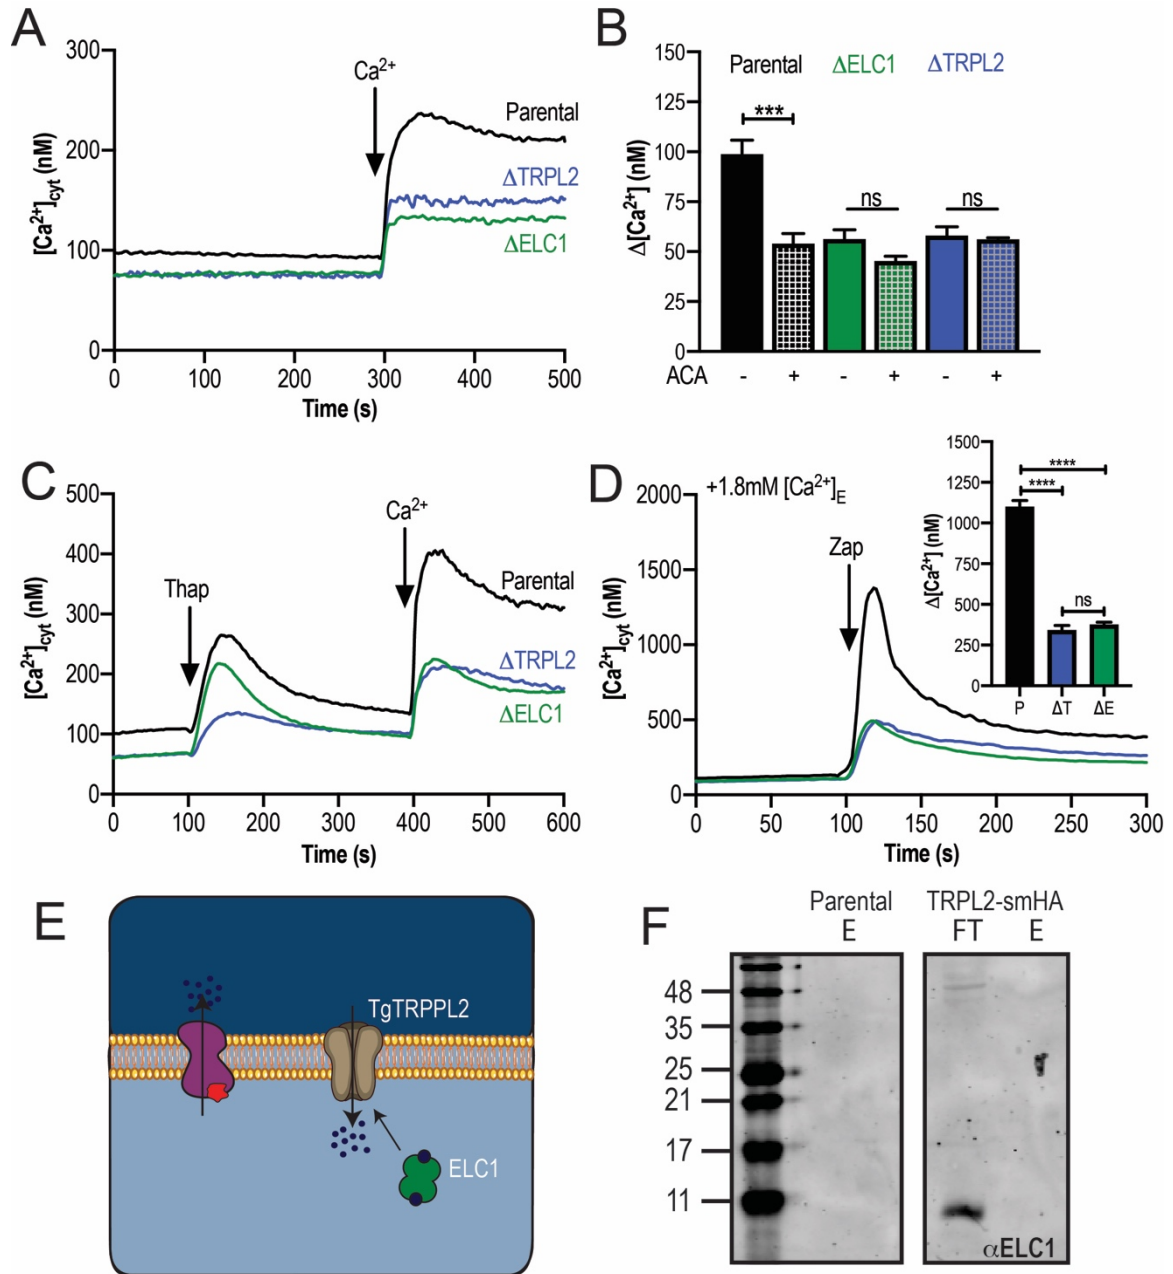 A
[Ca²⁺]cyt (nM)
300
200
100
0
Ca²⁺
Parental
ΔTRPL2
ΔELC1
0 100 200 300 400 500
Time (s)
B
Δ[Ca²⁺] (nM)
150
125
100
75
50
25
0
Parental ΔELC1 ΔTRPL2
*** ns ns
ACA - + - + - +
C
[Ca²⁺]cyt (nM)
500
400
300
200
100
0
Thap
Ca²⁺
Parental
ΔTRPL2
ΔELC1
0 100 200 300 400 500 600
Time (s)
D
+1.8mM [Ca²⁺]E
[Ca²⁺]cyt (nM)
2000
1500
1000
500
0
Zap
0 50 100 150 200 250 300
Time (s)
Δ[Ca²⁺] (nM)
1500
1250
1000
750
500
250
0
****
****
ns
P ΔT ΔE
E
TgTRPPL2
ELC1
F
Parental TRPL2-smHA
E FT E
48
35
25
21
17
11
αELC1